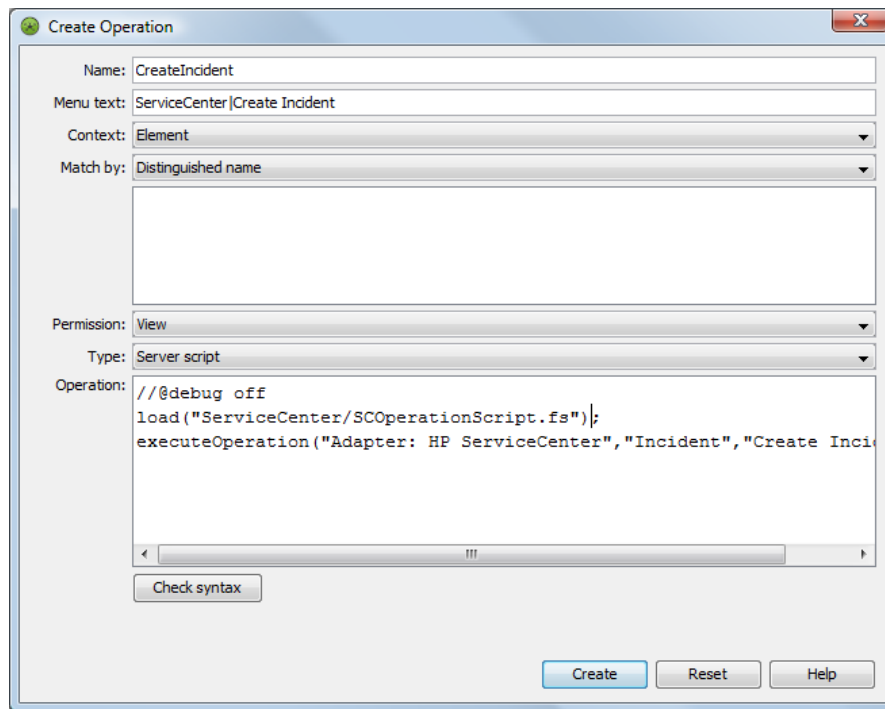 Create Operation
Name: CreateIncident
Menu text: ServiceCenter|Create Incident
Context: Element
Match by: Distinguished name
Permission: View
Type: Server script
Operation: //@debug off
load("ServiceCenter/SCOperationScript.fs");
executeOperation("Adapter: HP ServiceCenter","Incident","Create Inci
Check syntax
Create Reset Help